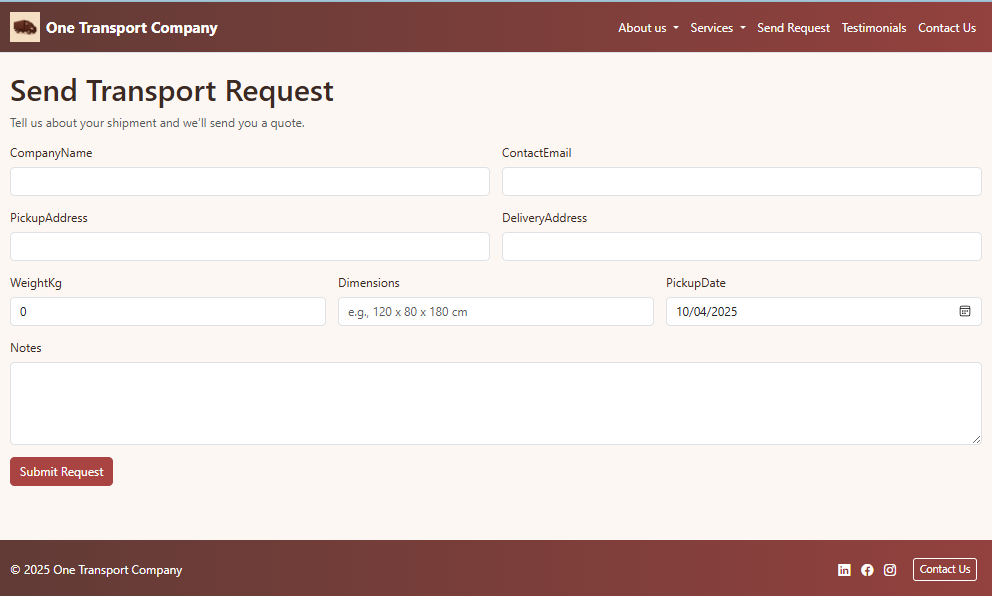 One Transport Company About us Services Send Request Testimonials Contact Us
Send Transport Request
Tell us about your shipment and we'll send you a quote.
CompanyName ContactEmail
PickupAddress DeliveryAddress
WeightKg Dimensions PickupDate
0 e.g., 120 x 80 x 180 cm 10/04/2025
Notes
Submit Request
© 2025 One Transport Company Contact Us